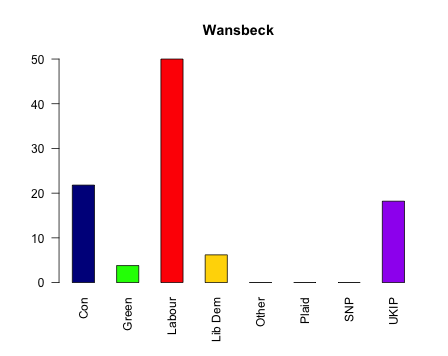 Wansbeck
50
40
30
20
10
0
Con
Green
Labour
Lib Dem
Other
Plaid
SNP
UKIP